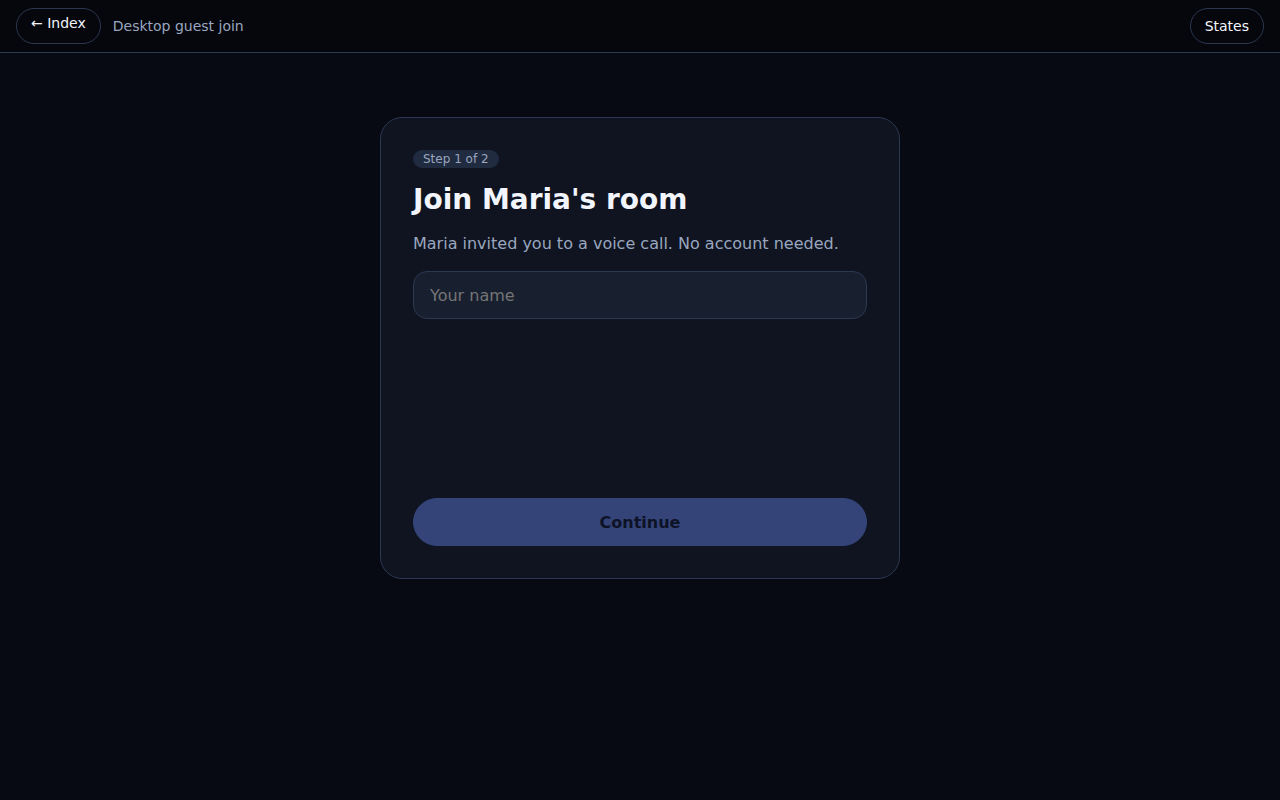 ← Index
Desktop guest join
States
Step 1 of 2
Join Maria's room
Maria invited you to a voice call. No account needed.
Your name
Continue